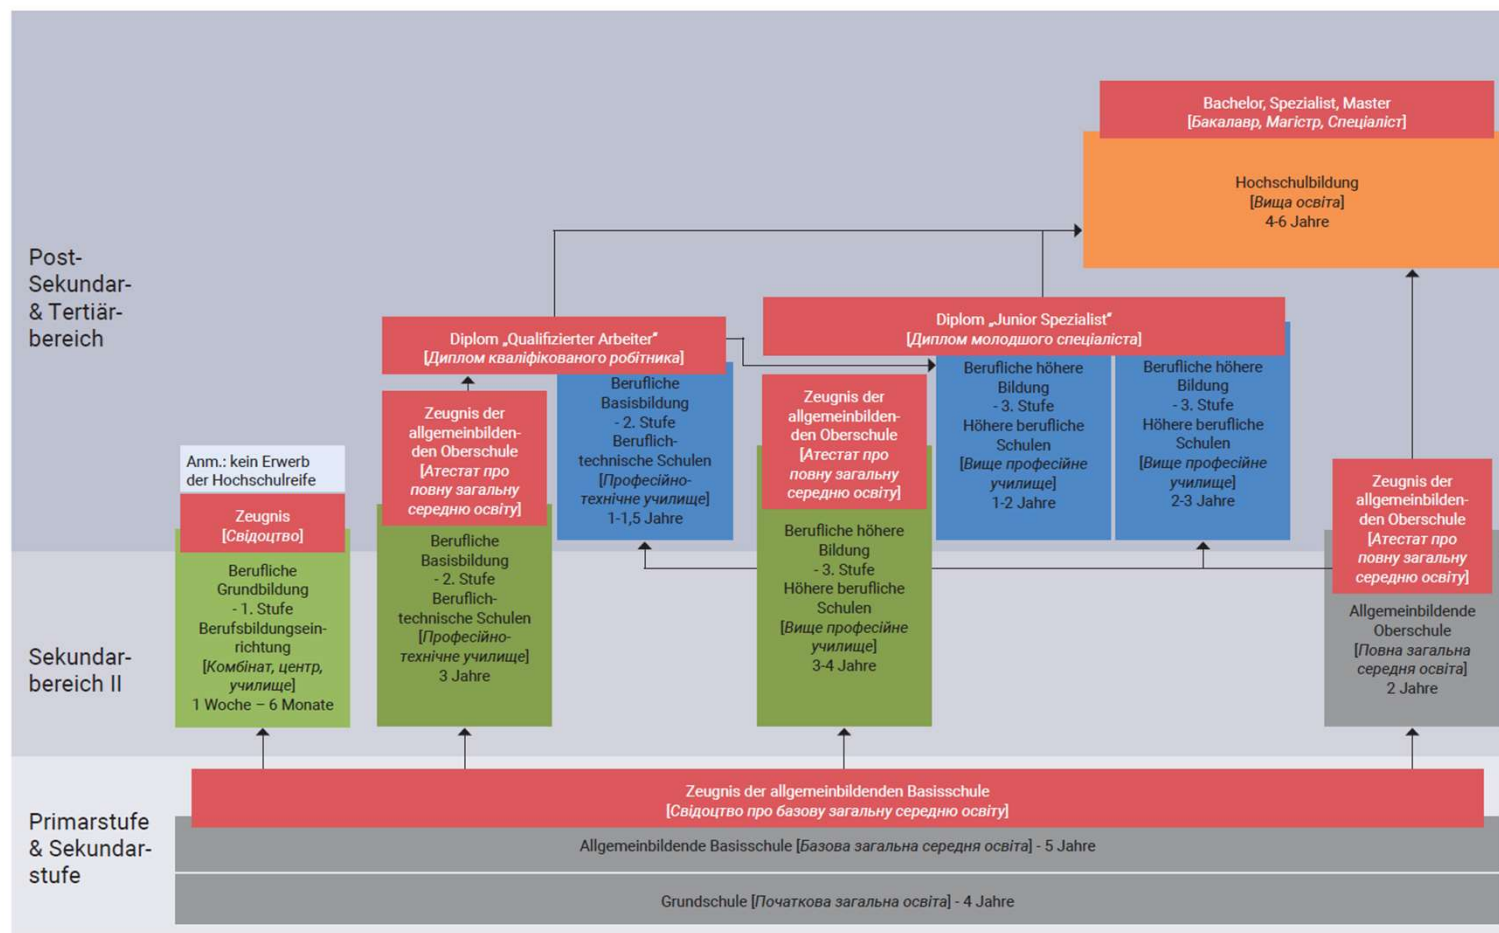 Bachelor, Spezialist, Master
[Бакалавр, Магістр, Спеціаліст]
Hochschulbildung
[Вища освіта]
4-6 Jahre
Post-
Sekundar-
& Tertiär-
bereich
Diplom „Qualifizierter Arbeiter“
[Диплом кваліфікованого робітника]
Diplom „Junior Spezialist“
[Диплом молодшого спеціаліста]
Anm.: kein Erwerb
der Hochschulreife
Zeugnis
[Свідоцтво]
Berufliche
Grundbildung
- 1. Stufe
Berufsbildungsein-
richtung
[Комбінат, центр,
училище]
1 Woche – 6 Monate
Zeugnis der
allgemeinbilden-
den Oberschule
[Атестат про
повну загальну
середню освіту]
Berufliche
Basisbildung
- 2. Stufe
Beruflich-
technische Schulen
[Професійно-
технічне училище]
3 Jahre
Berufliche
Basisbildung
- 2. Stufe
Beruflich-
technische Schulen
[Професійно-
технічне училище]
1-1,5 Jahre
Zeugnis der
allgemeinbilden-
den Oberschule
[Атестат про
повну загальну
середню освіту]
Berufliche höhere
Bildung
- 3. Stufe
Höhere berufliche
Schulen
[Вище професійне
училище]
3-4 Jahre
Berufliche höhere
Bildung
- 3. Stufe
Höhere berufliche
Schulen
[Вище професійне
училище]
1-2 Jahre
Berufliche höhere
Bildung
- 3. Stufe
Höhere berufliche
Schulen
[Вище професійне
училище]
2-3 Jahre
Zeugnis der
allgemeinbilden-
den Oberschule
[Атестат про
повну загальну
середню освіту]
Allgemeinbildende
Oberschule
[Повна загальна
середня освіта]
2 Jahre
Sekundar-
bereich II
Zeugnis der allgemeinbildenden Basisschule
[Свідоцтво про базову загальну середню освіту]
Primarstufe
& Sekundar-
stufe
Allgemeinbildende Basisschule [Базова загальна середня освіта] - 5 Jahre
Grundschule [Початкова загальна освіта] - 4 Jahre